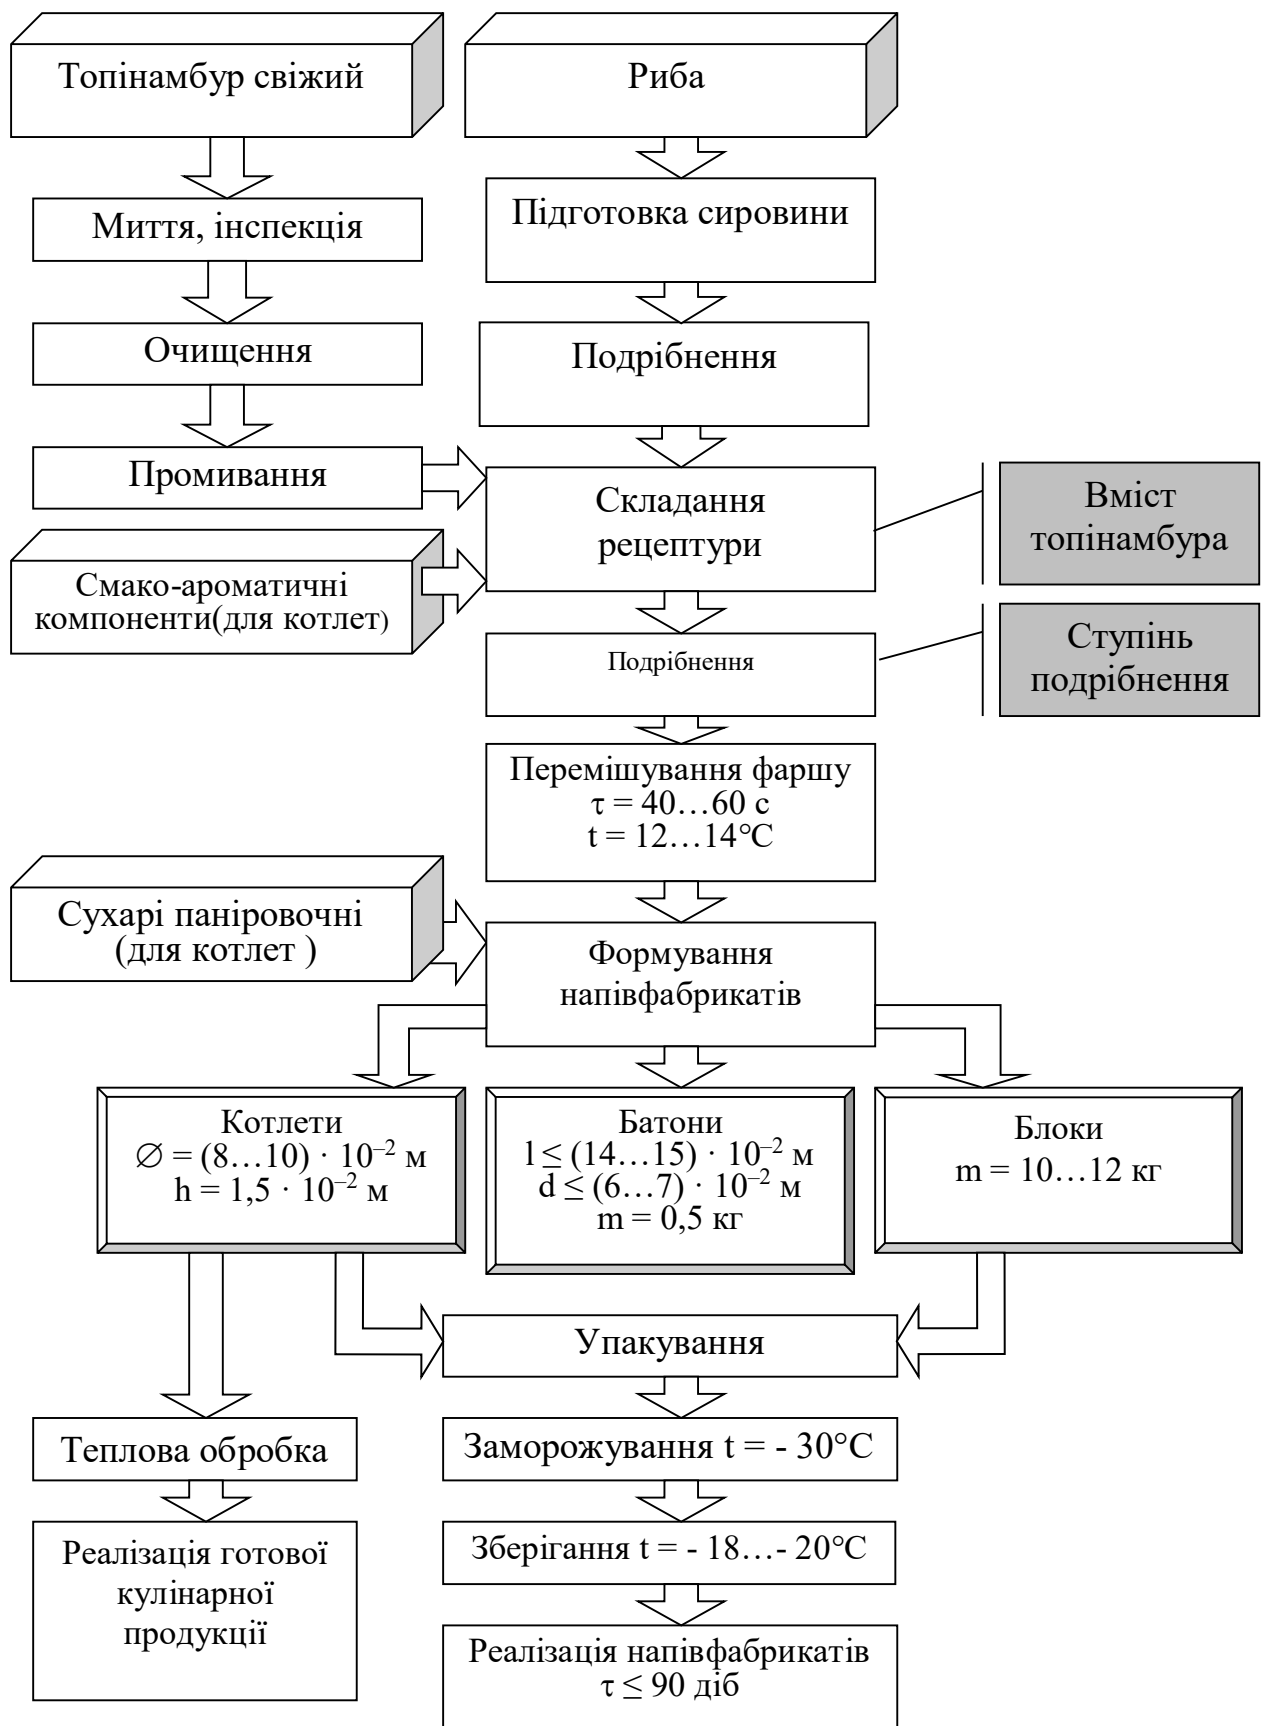 Топінамбур свіжий
Риба
Миття, інспекція
Підготовка сировини
Очищення
Подрібнення
Промивання
Складання
рецептури
Вміст
топінамбура
Смако-ароматичні
компоненти(для котлет)
Подрібнення
Ступінь
подрібнення
Перемішування фаршу
τ = 40…60 с
t = 12…14°С
Сухарі паніровочні
(для котлет )
Формування
напівфабрикатів
Котлети
∅ = (8…10) · 10⁻² м
h = 1,5 · 10⁻² м
Батони
l ≤ (14…15) · 10⁻² м
d ≤ (6…7) · 10⁻² м
m = 0,5 кг
Блоки
m = 10…12 кг
Упакування
Теплова обробка
Заморожування t = - 30°С
Реалізація готової
кулінарної
продукції
Зберігання t = - 18…- 20°С
Реалізація напівфабрикатів
τ ≤ 90 діб